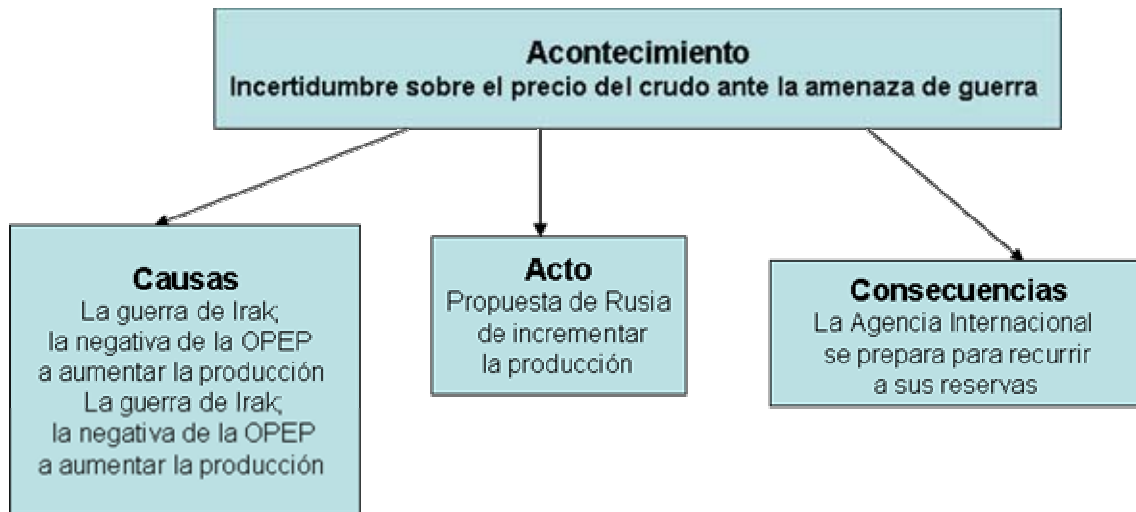 Acontecimiento
Incertidumbre sobre el precio del crudo ante la amenaza de guerra
Causas
La guerra de Irak;
la negativa de la OPEP
a aumentar la producción
La guerra de Irak;
la negativa de la OPEP
a aumentar la producción
Acto
Propuesta de Rusia
de incrementar
la producción
Consecuencias
La Agencia Internacional
se prepara para recurrir
a sus reservas